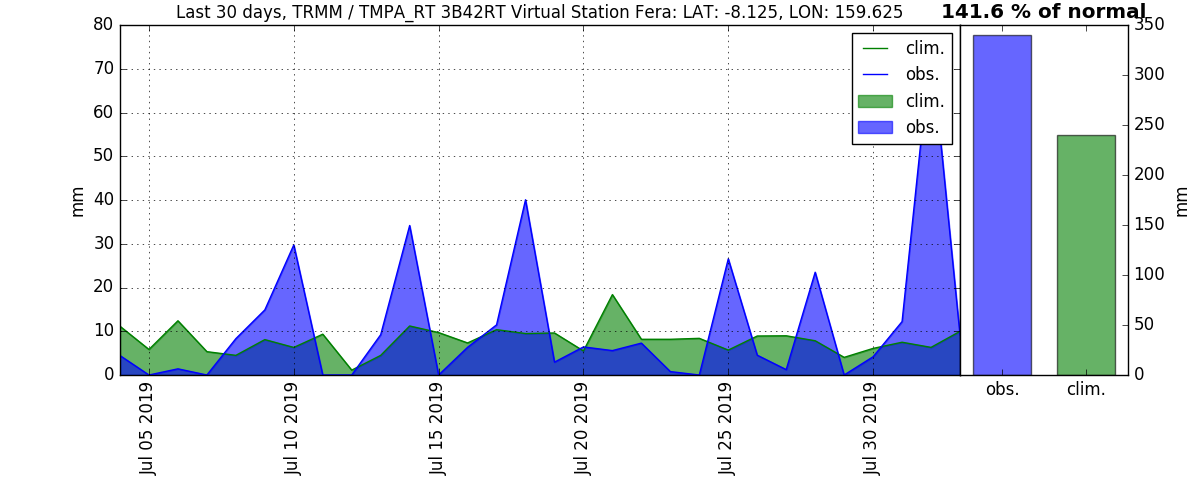 Last 30 days, TRMM / TMPA_RT 3B42RT Virtual Station Fera: LAT: -8.125, LON: 159.625
141.6 % of normal
80
70
60
50
40
30
20
10
0
mm
clim.
obs.
clim.
obs.
350
300
250
200
150
100
50
0
mm
Jul 05 2019
Jul 10 2019
Jul 15 2019
Jul 20 2019
Jul 25 2019
Jul 30 2019
obs.
clim.